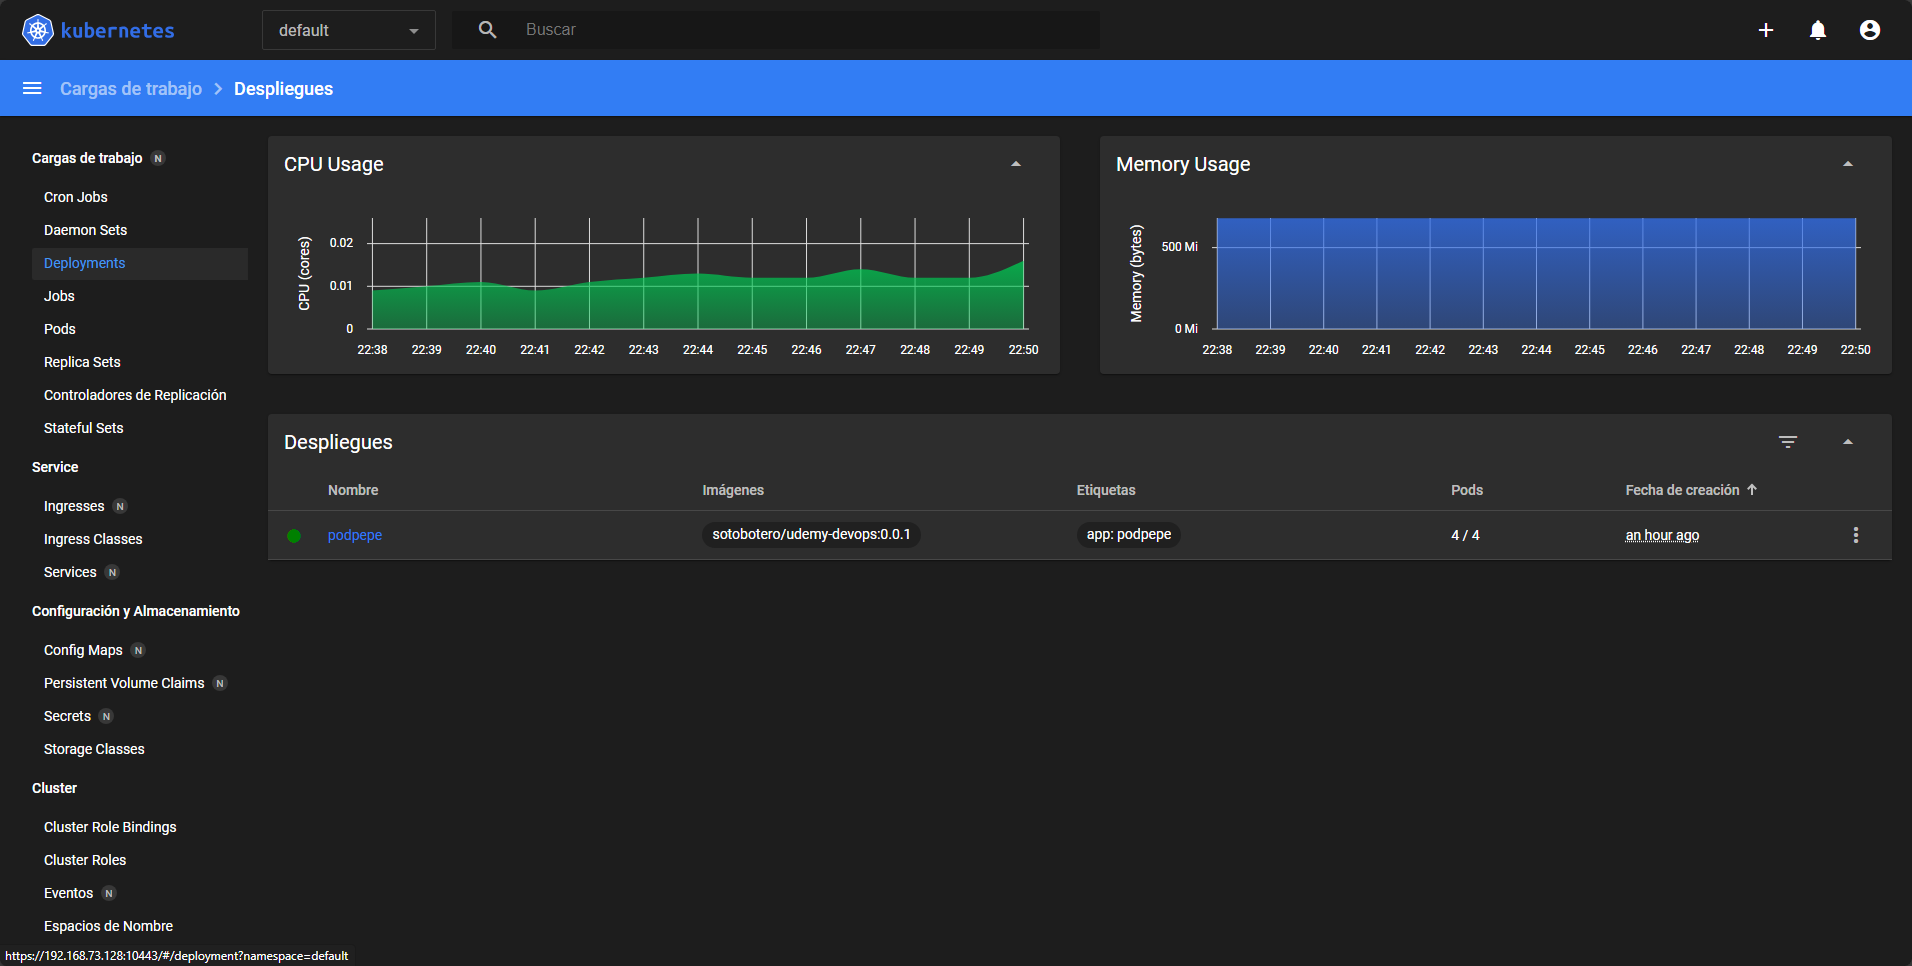 kubernetes
default
Buscar
Cargas de trabajo
Despliegues
Cargas de trabajo N
Cron Jobs
Daemon Sets
Deployments
Jobs
Pods
Replica Sets
Controladores de Replicación
Stateful Sets
Service
Ingresses N
Ingress Classes
Services N
Configuración y Almacenamiento
Config Maps N
Persistent Volume Claims N
Secrets N
Storage Classes
Cluster
Cluster Role Bindings
Cluster Roles
Eventos N
Espacios de Nombre
CPU Usage
CPU (cores)
0.02
0.01
0
22:38 22:39 22:40 22:41 22:42 22:43 22:44 22:45 22:46 22:47 22:48 22:49 22:50
Memory Usage
Memory (bytes)
500 Mi
0 Mi
22:38 22:39 22:40 22:41 22:42 22:43 22:44 22:45 22:46 22:47 22:48 22:49 22:50
Despliegues
Nombre Imágenes Etiquetas Pods Fecha de creación
podpepe sotobotero/udemy-devops:0.0.1 app: podpepe 4 / 4 an hour ago
https://192.168.73.128:10443/#/deployment?namespace=default